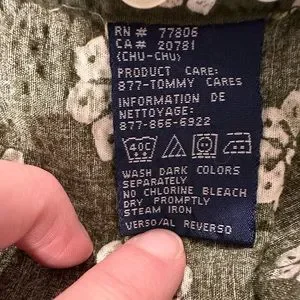 RN# 77806
CA# 20781
{CHU-CHU}
PRODUCT CARE:
877-TOMMY CARES
INFORMATION DE
NETTOYAGE:
877-866-6922
40C
WASH DARK COLORS
SEPARATELY
NO CHLORINE BLEACH
DRY PROMPTLY
STEAM IRON
VERSO/AL REVERSO